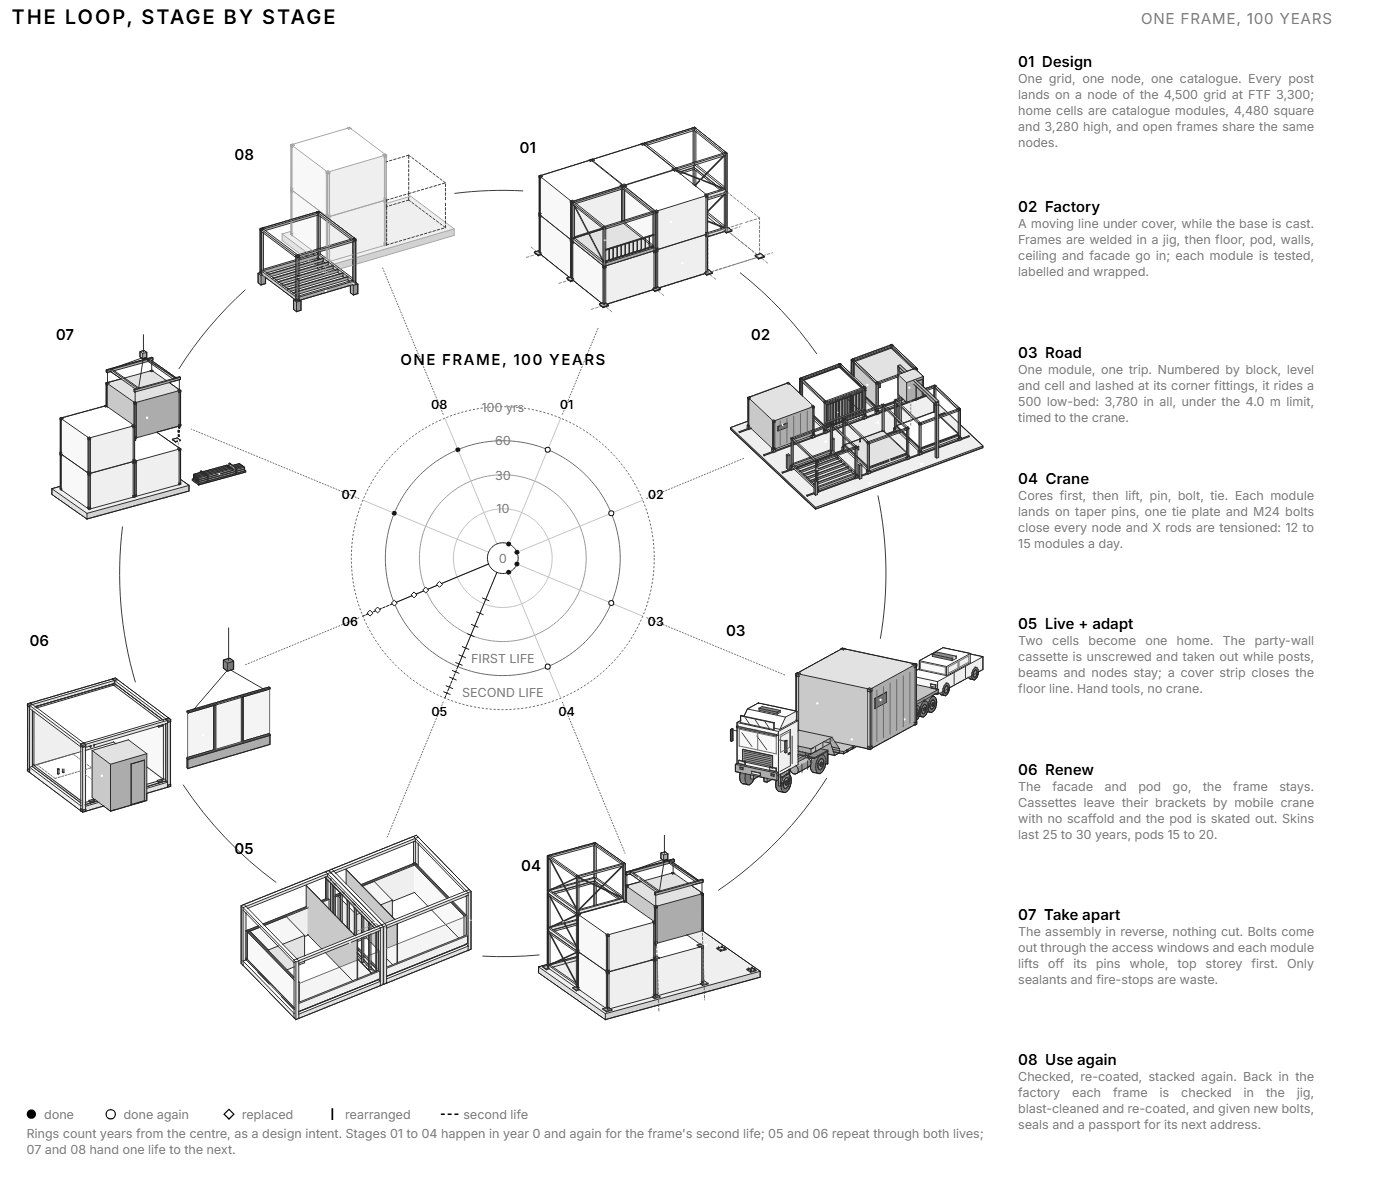 THE LOOP, STAGE BY STAGE
ONE FRAME, 100 YEARS
01 Design
One grid, one node, one catalogue. Every post
lands on a node of the 4,500 grid at FTF 3,300;
home cells are catalogue modules, 4,480 square
and 3,280 high, and open frames share the same
nodes.
02 Factory
A moving line under cover, while the base is cast.
Frames are welded in a jig, then floor, pod, walls,
ceiling and facade go in; each module is tested,
labelled and wrapped.
03 Road
One module, one trip. Numbered by block, level
and cell and lashed at its corner fittings, it rides a
500 low-bed: 3,780 in all, under the 4.0 m limit,
timed to the crane.
04 Crane
Cores first, then lift, pin, bolt, tie. Each module
lands on taper pins, one tie plate and M24 bolts
close every node and X rods are tensioned: 12 to
15 modules a day.
05 Live + adapt
Two cells become one home. The party-wall
cassette is unscrewed and taken out while posts,
beams and nodes stay; a cover strip closes the
floor line. Hand tools, no crane.
06 Renew
The facade and pod go, the frame stays.
Cassettes leave their brackets by mobile crane
with no scaffold and the pod is skated out. Skins
last 25 to 30 years, pods 15 to 20.
07 Take apart
The assembly in reverse, nothing cut. Bolts come
out through the access windows and each module
lifts off its pins whole, top storey first. Only
sealants and fire-stops are waste.
08 Use again
Checked, re-coated, stacked again. Back in the
factory each frame is checked in the jig,
blast-cleaned and re-coated, and given new bolts,
seals and a passport for its next address.
08
01
07
02
06
03
05
04
ONE FRAME, 100 YEARS
08
100 yrs
01
60
30
07
02
10
0
06
03
FIRST LIFE
SECOND LIFE
05
04
done
done again
replaced
rearranged
second life
Rings count years from the centre, as a design intent. Stages 01 to 04 happen in year 0 and again for the frame's second life; 05 and 06 repeat through both lives;
07 and 08 hand one life to the next.